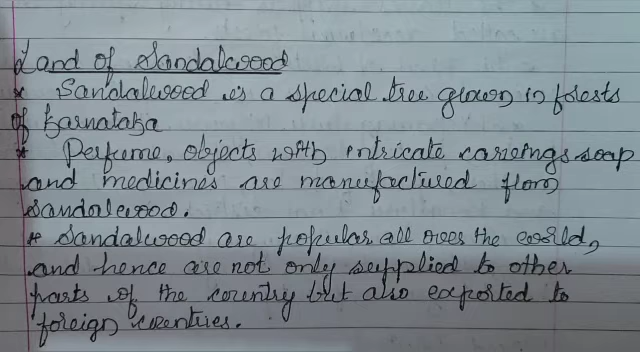 Land of Sandalwood
* Sandalwood is a special tree grown in forests
of Karnataka
* Perfume, objects with intricate carvings soap
and medicines are manufactured from
Sandalwood.
* Sandalwood are popular all over the world,
and hence are not only supplied to other
parts of the country but also exported to
foreign countries.